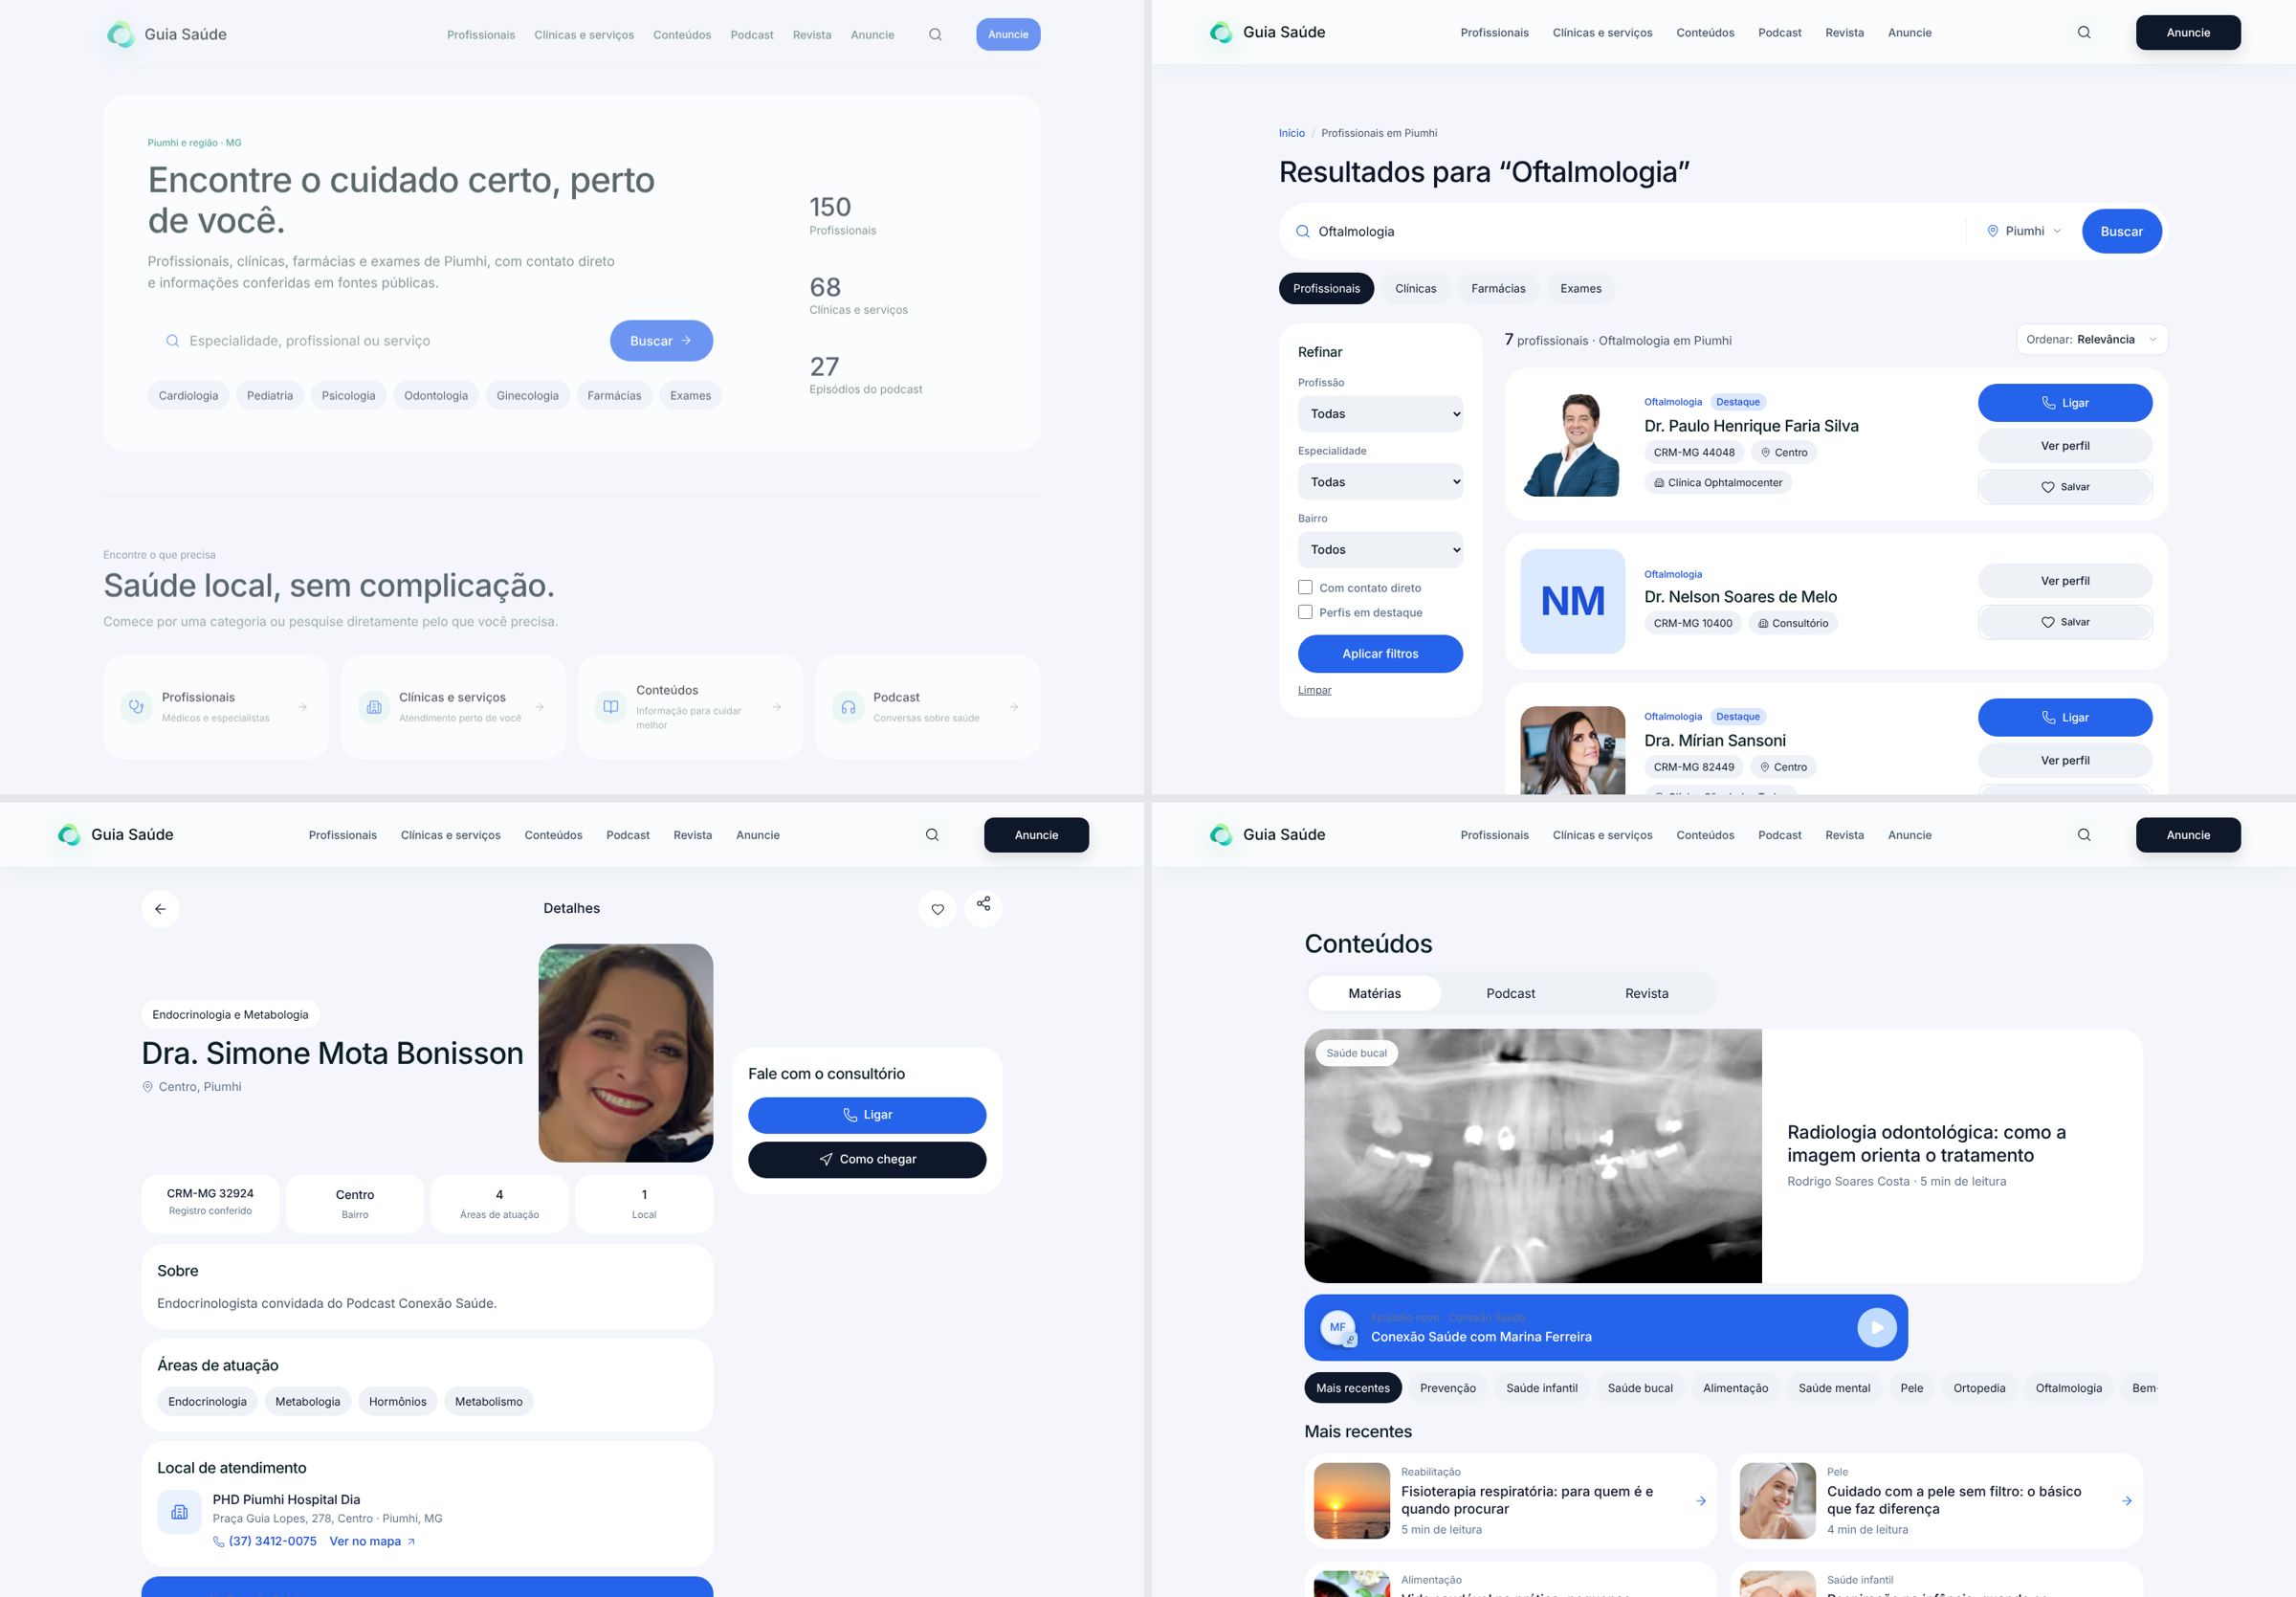 Guia Saúde
Profissionais
Clínicas e serviços
Conteúdos
Podcast
Revista
Anuncie
Anuncie
Piumhi e região · MG
Encontre o cuidado certo, perto
de você.
Profissionais, clínicas, farmácias e exames de Piumhi, com contato direto
e informações conferidas em fontes públicas.
Especialidade, profissional ou serviço
Buscar
Cardiologia
Pediatria
Psicologia
Odontologia
Ginecologia
Farmácias
Exames
150
Profissionais
68
Clínicas e serviços
27
Episódios do podcast
Encontre o que precisa
Saúde local, sem complicação.
Comece por uma categoria ou pesquise diretamente pelo que você precisa.
Profissionais
Médicos e especialistas
Clínicas e serviços
Atendimento perto de você
Conteúdos
Informação para cuidar
melhor
Podcast
Conversas sobre saúde
Guia Saúde
Profissionais
Clínicas e serviços
Conteúdos
Podcast
Revista
Anuncie
Anuncie
Início / Profissionais em Piumhi
Resultados para “Oftalmologia”
Oftalmologia
Piumhi
Buscar
Profissionais
Clínicas
Farmácias
Exames
Refinar
Profissão
Todas
Especialidade
Todas
Bairro
Todos
Com contato direto
Perfis em destaque
Aplicar filtros
Limpar
7 profissionais · Oftalmologia em Piumhi
Ordenar: Relevância
Oftalmologia
Destaque
Dr. Paulo Henrique Faria Silva
CRM-MG 44048
Centro
Clínica Ophtalmocenter
Ligar
Ver perfil
Salvar
NM
Oftalmologia
Dr. Nelson Soares de Melo
CRM-MG 10400
Consultório
Ver perfil
Salvar
Oftalmologia
Destaque
Dra. Mírian Sansoni
CRM-MG 82449
Centro
Ligar
Ver perfil
Guia Saúde
Profissionais
Clínicas e serviços
Conteúdos
Podcast
Revista
Anuncie
Anuncie
Detalhes
Endocrinologia e Metabologia
Dra. Simone Mota Bonisson
Centro, Piumhi
Fale com o consultório
Ligar
Como chegar
CRM-MG 32924
Registro conferido
Centro
Bairro
4
Áreas de atuação
1
Local
Sobre
Endocrinologista convidada do Podcast Conexão Saúde.
Áreas de atuação
Endocrinologia
Metabologia
Hormônios
Metabolismo
Local de atendimento
PHD Piumhi Hospital Dia
Praça Guia Lopes, 278, Centro · Piumhi, MG
(37) 3412-0075
Ver no mapa
Guia Saúde
Profissionais
Clínicas e serviços
Conteúdos
Podcast
Revista
Anuncie
Anuncie
Conteúdos
Matérias
Podcast
Revista
Saúde bucal
Radiologia odontológica: como a
imagem orienta o tratamento
Rodrigo Soares Costa · 5 min de leitura
MF
Episódio novo · Conexão Saúde
Conexão Saúde com Marina Ferreira
Mais recentes
Prevenção
Saúde infantil
Saúde bucal
Alimentação
Saúde mental
Pele
Ortopedia
Oftalmologia
Bem-
Mais recentes
Reabilitação
Fisioterapia respiratória: para quem é e
quando procurar
5 min de leitura
Pele
Cuidado com a pele sem filtro: o básico
que faz diferença
4 min de leitura
Alimentação
Saúde infantil